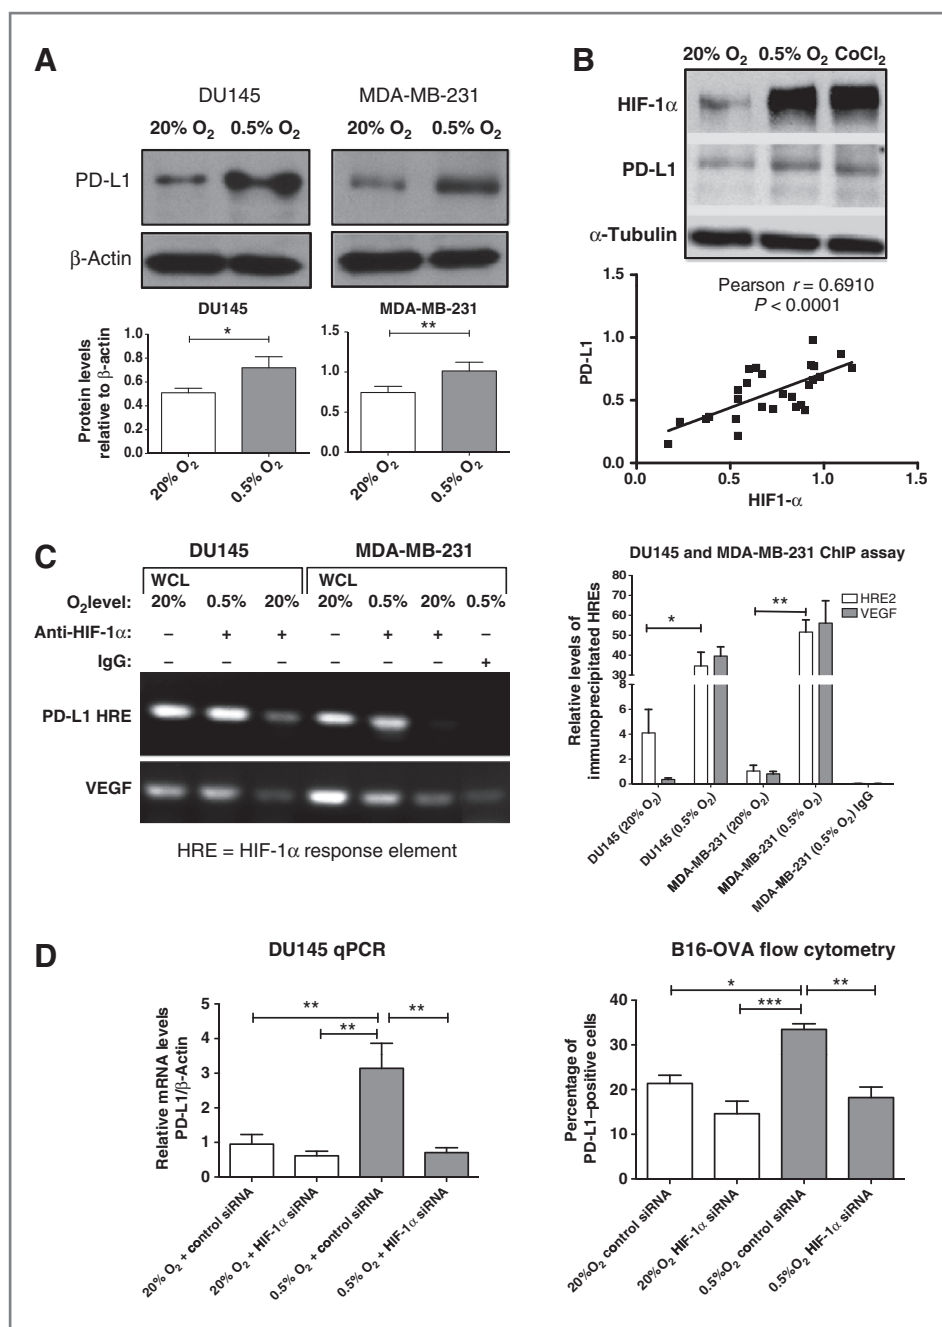 A
DU145
MDA-MB-231
20% O2 0.5% O2
20% O2 0.5% O2
PD-L1
β-Actin
DU145
MDA-MB-231
Protein levels
relative to β-actin
1.0
0.8
0.6
0.4
0.2
0.0
*
20% O2
0.5% O2
1.5
1.0
0.5
0.0
**
20% O2
0.5% O2
B
20% O2 0.5% O2 CoCl2
HIF-1α
PD-L1
α-Tubulin
Pearson r = 0.6910
P < 0.0001
PD-L1
1.5
1.0
0.5
0.0
0.0 0.5 1.0 1.5
HIF1-α
C
DU145
MDA-MB-231
WCL
WCL
O2level: 20% 0.5% 20% 20% 0.5% 20% 0.5%
Anti-HIF-1α: – + + – + + –
IgG: – – – – – – +
PD-L1 HRE
VEGF
HRE = HIF-1α response element
DU145 and MDA-MB-231 ChIP assay
Relative levels of
immunoprecipitated HREs
80
70
60
50
40
30
8
6
4
2
0
HRE2
VEGF
*
**
DU145 (20% O2)
DU145 (0.5% O2)
MDA-MB-231 (20% O2)
MDA-MB-231 (0.5% O2)
MDA-MB-231 (0.5% O2) IgG
D
DU145 qPCR
Relative mRNA levels
PD-L1/β-Actin
5
4
3
2
1
0
**
**
**
20% O2 + control siRNA
20% O2 + HIF-1α siRNA
0.5% O2 + control siRNA
0.5% O2 + HIF-1α siRNA
B16-OVA flow cytometry
Percentage of
PD-L1–positive cells
40
30
20
10
0
*
**
***
20%O2 control siRNA
20%O2 HIF-1α siRNA
0.5%O2 control siRNA
0.5%O2 HIF-1α siRNA